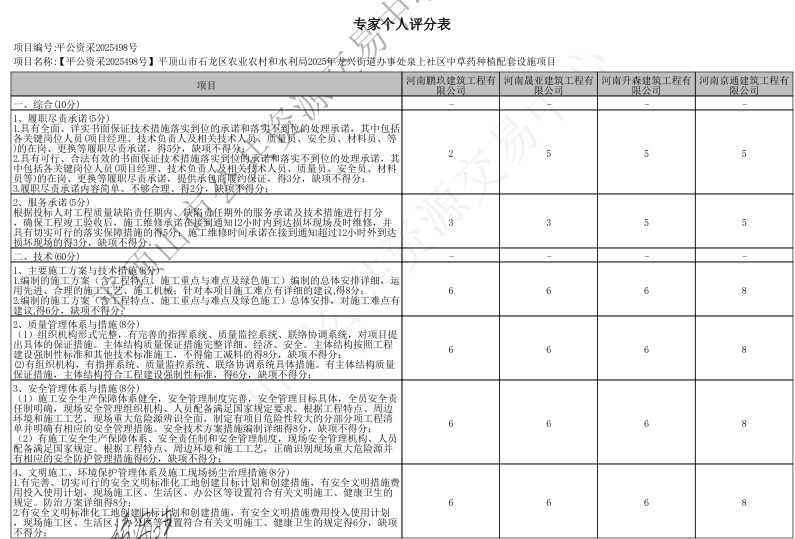 专家个人评分表
项目编号:平公资采2025498号
项目名称:【平公资采2025498号】平顶山市石龙区农业农村和水利局2025年龙兴街道办事处泉上社区中草药种植配套设施项目
项目
河南鹏玖建筑工程有限公司
河南晟亚建筑工程有限公司
河南升森建筑工程有限公司
河南京通建筑工程有限公司
一、综合(10分)
– – – –
1、履职尽责承诺(5分)
1.具有全面、详实书面保证技术措施落实到位的承诺和落实不到位的处理承诺，其中包括
各关键岗位人员(项目经理、技术负责人及相关技术人员、质量员、安全员、材料员、等
)的在岗、更换等履职尽责承诺，得5分，缺项不得分；
2.具有可行、合法有效的书面保证技术措施落实到位的承诺和落实不到位的处理承诺，其
中包括各关键岗位人员(项目经理、技术负责人及相关技术人员、质量员、安全员、材料
员等)的在岗、更换等履职尽责承诺，提供承包商履约保证，得3分，缺项不得分；
3.履职尽责承诺内容简单、不够合理、得2分，缺项不得分；
2 5 5 5
2、服务承诺(5分)
根据投标人对工程质量缺陷责任期内、缺陷责任期外的服务承诺及技术措施进行打分
，确保工程竣工验收后，施工维修承诺在接到通知12小时内到达损坏现场及时维修，并
具有切实可行的落实保障措施的得5分；施工维修时间承诺在接到通知超过12小时外到达
损坏现场的得3分，缺项不得分。
3 3 5 5
二、技术(60分)
– – – –
1、主要施工方案与技术措施(8分)
1.编制的施工方案（含工程特点、施工重点与难点及绿色施工）编制的总体安排详细，运
用先进、合理的施工工艺、施工机械；针对本项目施工难点有详细的建议,得8分；
2.编制的施工方案（含工程特点、施工重点与难点及绿色施工）总体安排，对施工难点有
建议,得6分，缺项不得分；
6 6 6 8
2、质量管理体系与措施(8分)
（1）组织机构形式完整，有完善的指挥系统、质量监控系统、联络协调系统，对项目提
出具体的保证措施。主体结构质量保证措施完整详细、经济、安全。主体结构按照工程
建设强制性标准和其他技术标准施工，不得偷工减料的得8分，缺项不得分；
(2)有组织机构，有指挥系统、质量监控系统、联络协调系统具体措施。有主体结构质量
保证措施，主体结构符合工程建设强制性标准，得6分，缺项不得分；
6 6 6 8
3、安全管理体系与措施(8分)
（1）施工安全生产保障体系健全，安全管理制度完善，安全管理目标具体，全员安全责
任制明确，现场安全管理组织机构、人员配备满足国家规定要求。根据工程特点、周边
环境和施工工艺，现场重大危险源辨识全面，制定有项目危险性较大的分部分项工程清
单并明确有相应的安全管理措施。安全技术方案措施编制详细得8分，缺项不得分；
（2）有施工安全生产保障体系、安全责任制和安全管理制度，现场安全管理机构、人员
配备满足国家规定。根据工程特点、周边环境和施工工艺，正确识别现场重大危险源并
有相应的安全防护管理措施得6分，缺项不得分；
6 6 6 8
4、文明施工、环境保护管理体系及施工现场扬尘治理措施(8分)
1.有完善、切实可行的安全文明标准化工地创建目标计划和创建措施，有安全文明措施费
用投入使用计划，现场施工区、生活区、办公区等设置符合有关文明施工、健康卫生的
规定。防治方案详细得8分；
2.有安全文明标准化工地创建目标计划和创建措施，有安全文明措施费用投入使用计划
，现场施工区、生活区、办公区等设置符合有关文明施工、健康卫生的规定得6分，缺项
不得分；
6 6 6 8